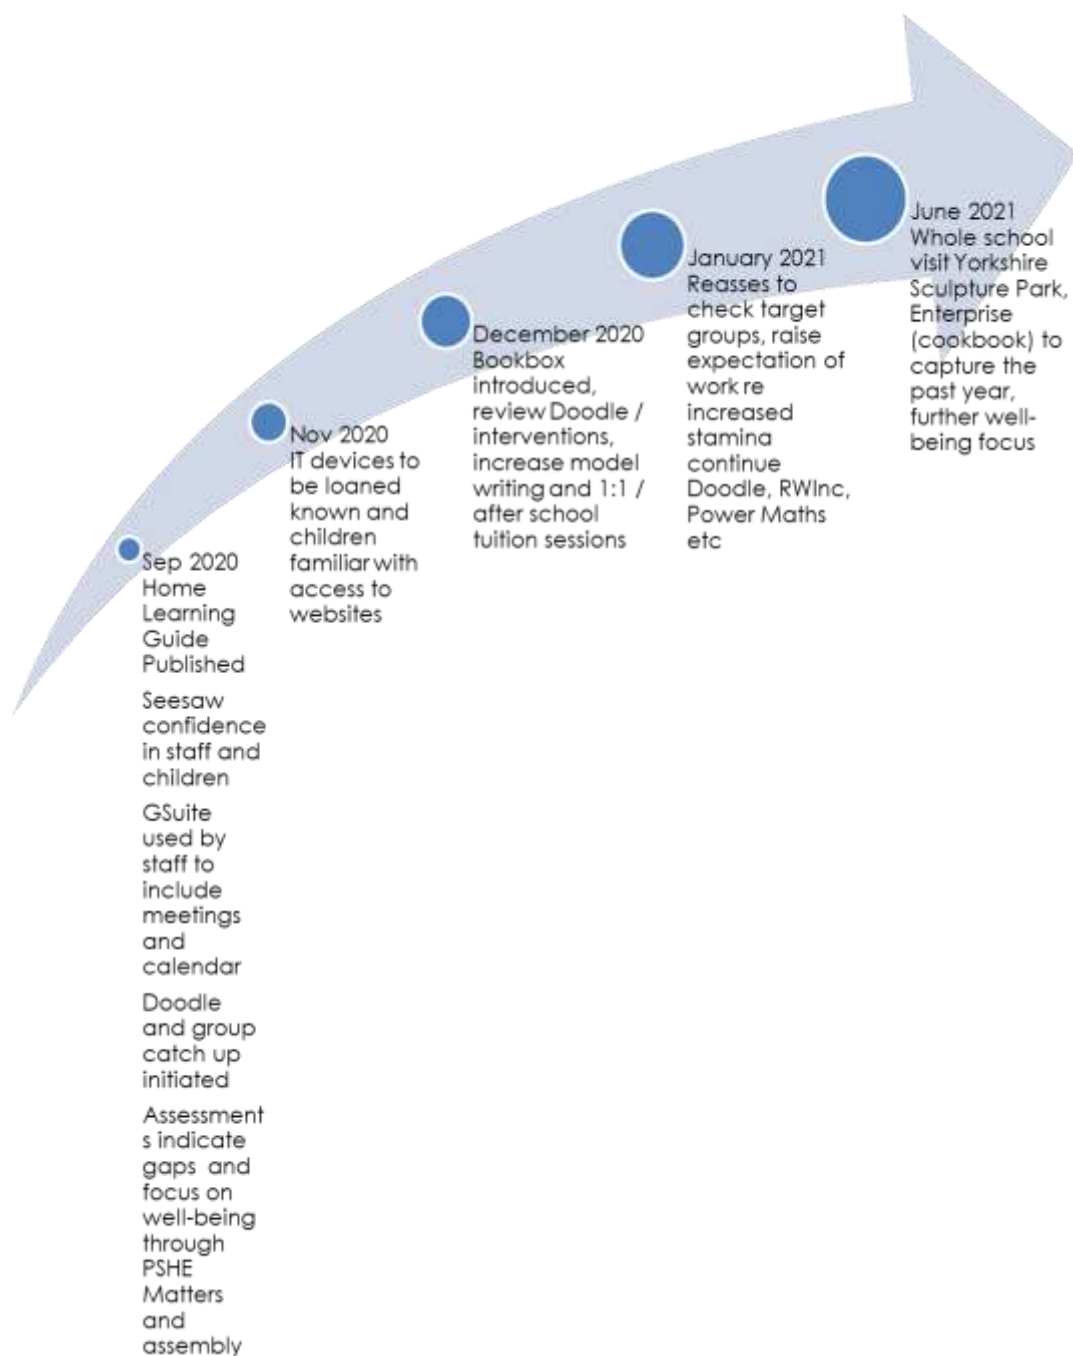 Sep 2020
Home
Learning
Guide
Published
Seesaw
confidence
in staff and
children
GSuite
used by
staff to
include
meetings
and
calendar
Doodle
and group
catch up
initiated
Assessment
s indicate
gaps and
focus on
well-being
through
PSHE
Matters
and
assembly
Nov 2020
IT devices to
be loaned
known and
children
familiar with
access to
websites
December 2020
Bookbox
introduced,
review Doodle /
interventions,
increase model
writing and 1:1 /
after school
tuition sessions
January 2021
Reasses to
check target
groups, raise
expectation of
work re
increased
stamina
continue
Doodle, RWInc,
Power Maths
etc
June 2021
Whole school
visit Yorkshire
Sculpture Park,
Enterprise
(cookbook) to
capture the
past year,
further well-
being focus